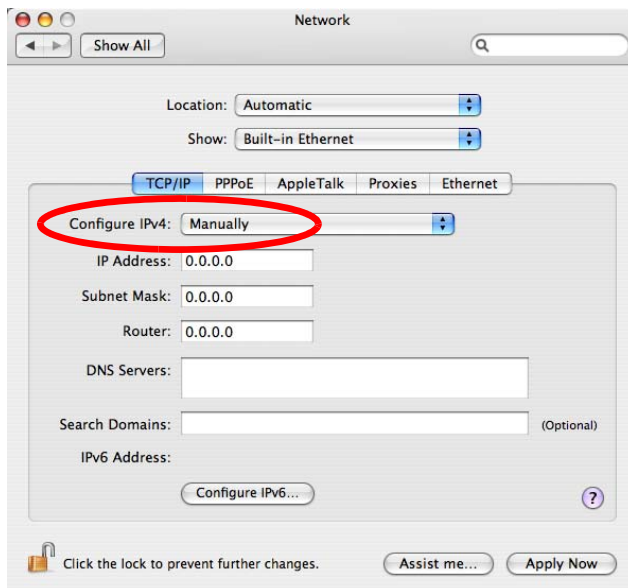 Network
Show All
Location: Automatic
Show: Built-in Ethernet
TCP/IP PPPoE AppleTalk Proxies Ethernet
Configure IPv4: Manually
IP Address: 0.0.0.0
Subnet Mask: 0.0.0.0
Router: 0.0.0.0
DNS Servers:
Search Domains: (Optional)
IPv6 Address:
Configure IPv6...
?
Click the lock to prevent further changes. Assist me... Apply Now